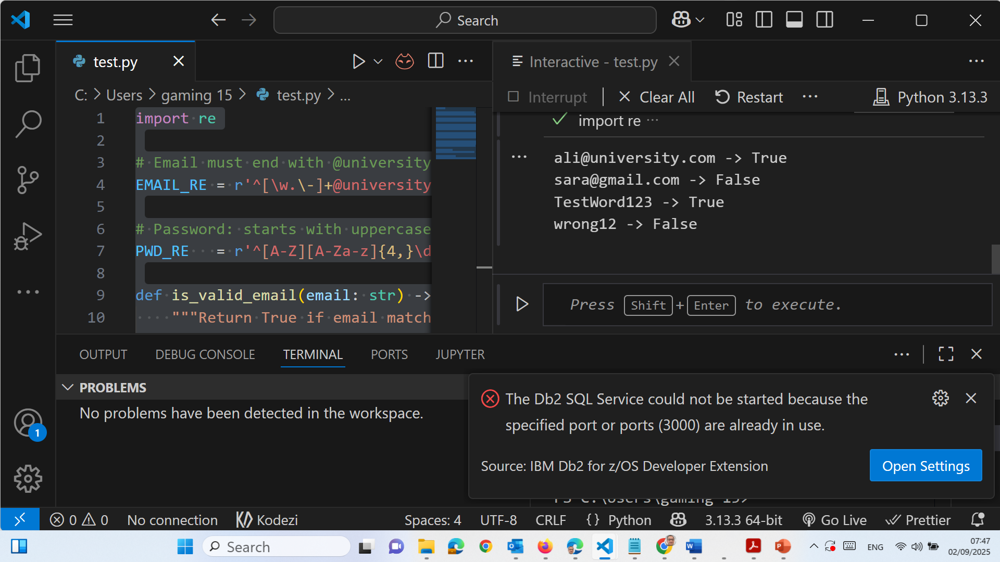 Search
test.py
Interactive - test.py
C: > Users > gaming 15 > test.py > ...
Interrupt
Clear All
Restart
Python 3.13.3
1 import re
2
3 # Email must end with @university
4 EMAIL_RE = r'^[\w.\-]+@university
5
6 # Password: starts with uppercase
7 PWD_RE   = r'^[A-Z][A-Za-z]{4,}\d
8
9 def is_valid_email(email: str) ->
10     """Return True if email match
import re ...
ali@university.com -> True
sara@gmail.com -> False
TestWord123 -> True
wrong12 -> False
Press Shift+Enter to execute.
OUTPUT DEBUG CONSOLE TERMINAL PORTS JUPYTER
PROBLEMS
No problems have been detected in the workspace.
The Db2 SQL Service could not be started because the
specified port or ports (3000) are already in use.
Source: IBM Db2 for z/OS Developer Extension
Open Settings
PS C:\Users\gaming 15>
1
0 0 No connection Kodezi Spaces: 4 UTF-8 CRLF {} Python 3.13.3 64-bit Go Live Prettier
Search
ENG
07:47
02/09/2025